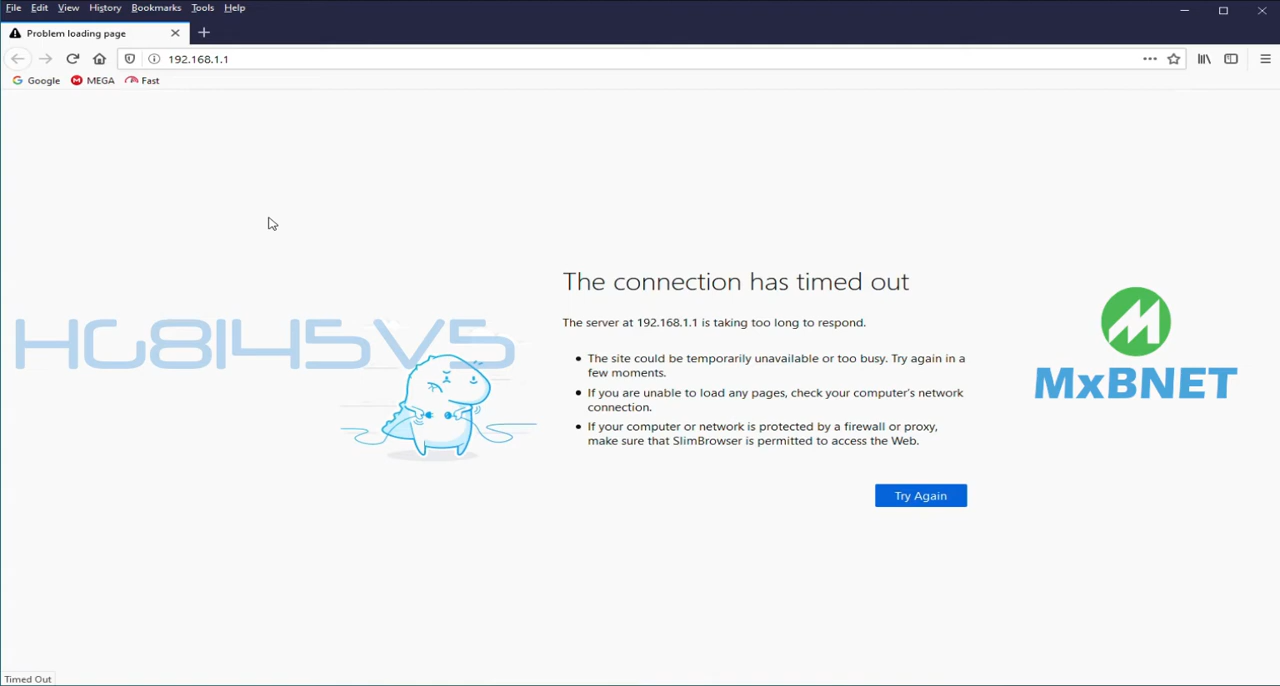 File Edit View History Bookmarks Tools Help
Problem loading page
192.168.1.1
Google MEGA Fast
The connection has timed out
The server at 192.168.1.1 is taking too long to respond.
The site could be temporarily unavailable or too busy. Try again in a
few moments.
If you are unable to load any pages, check your computer's network
connection.
If your computer or network is protected by a firewall or proxy,
make sure that SlimBrowser is permitted to access the Web.
Try Again
HG8145V5
MxBNET
Timed Out